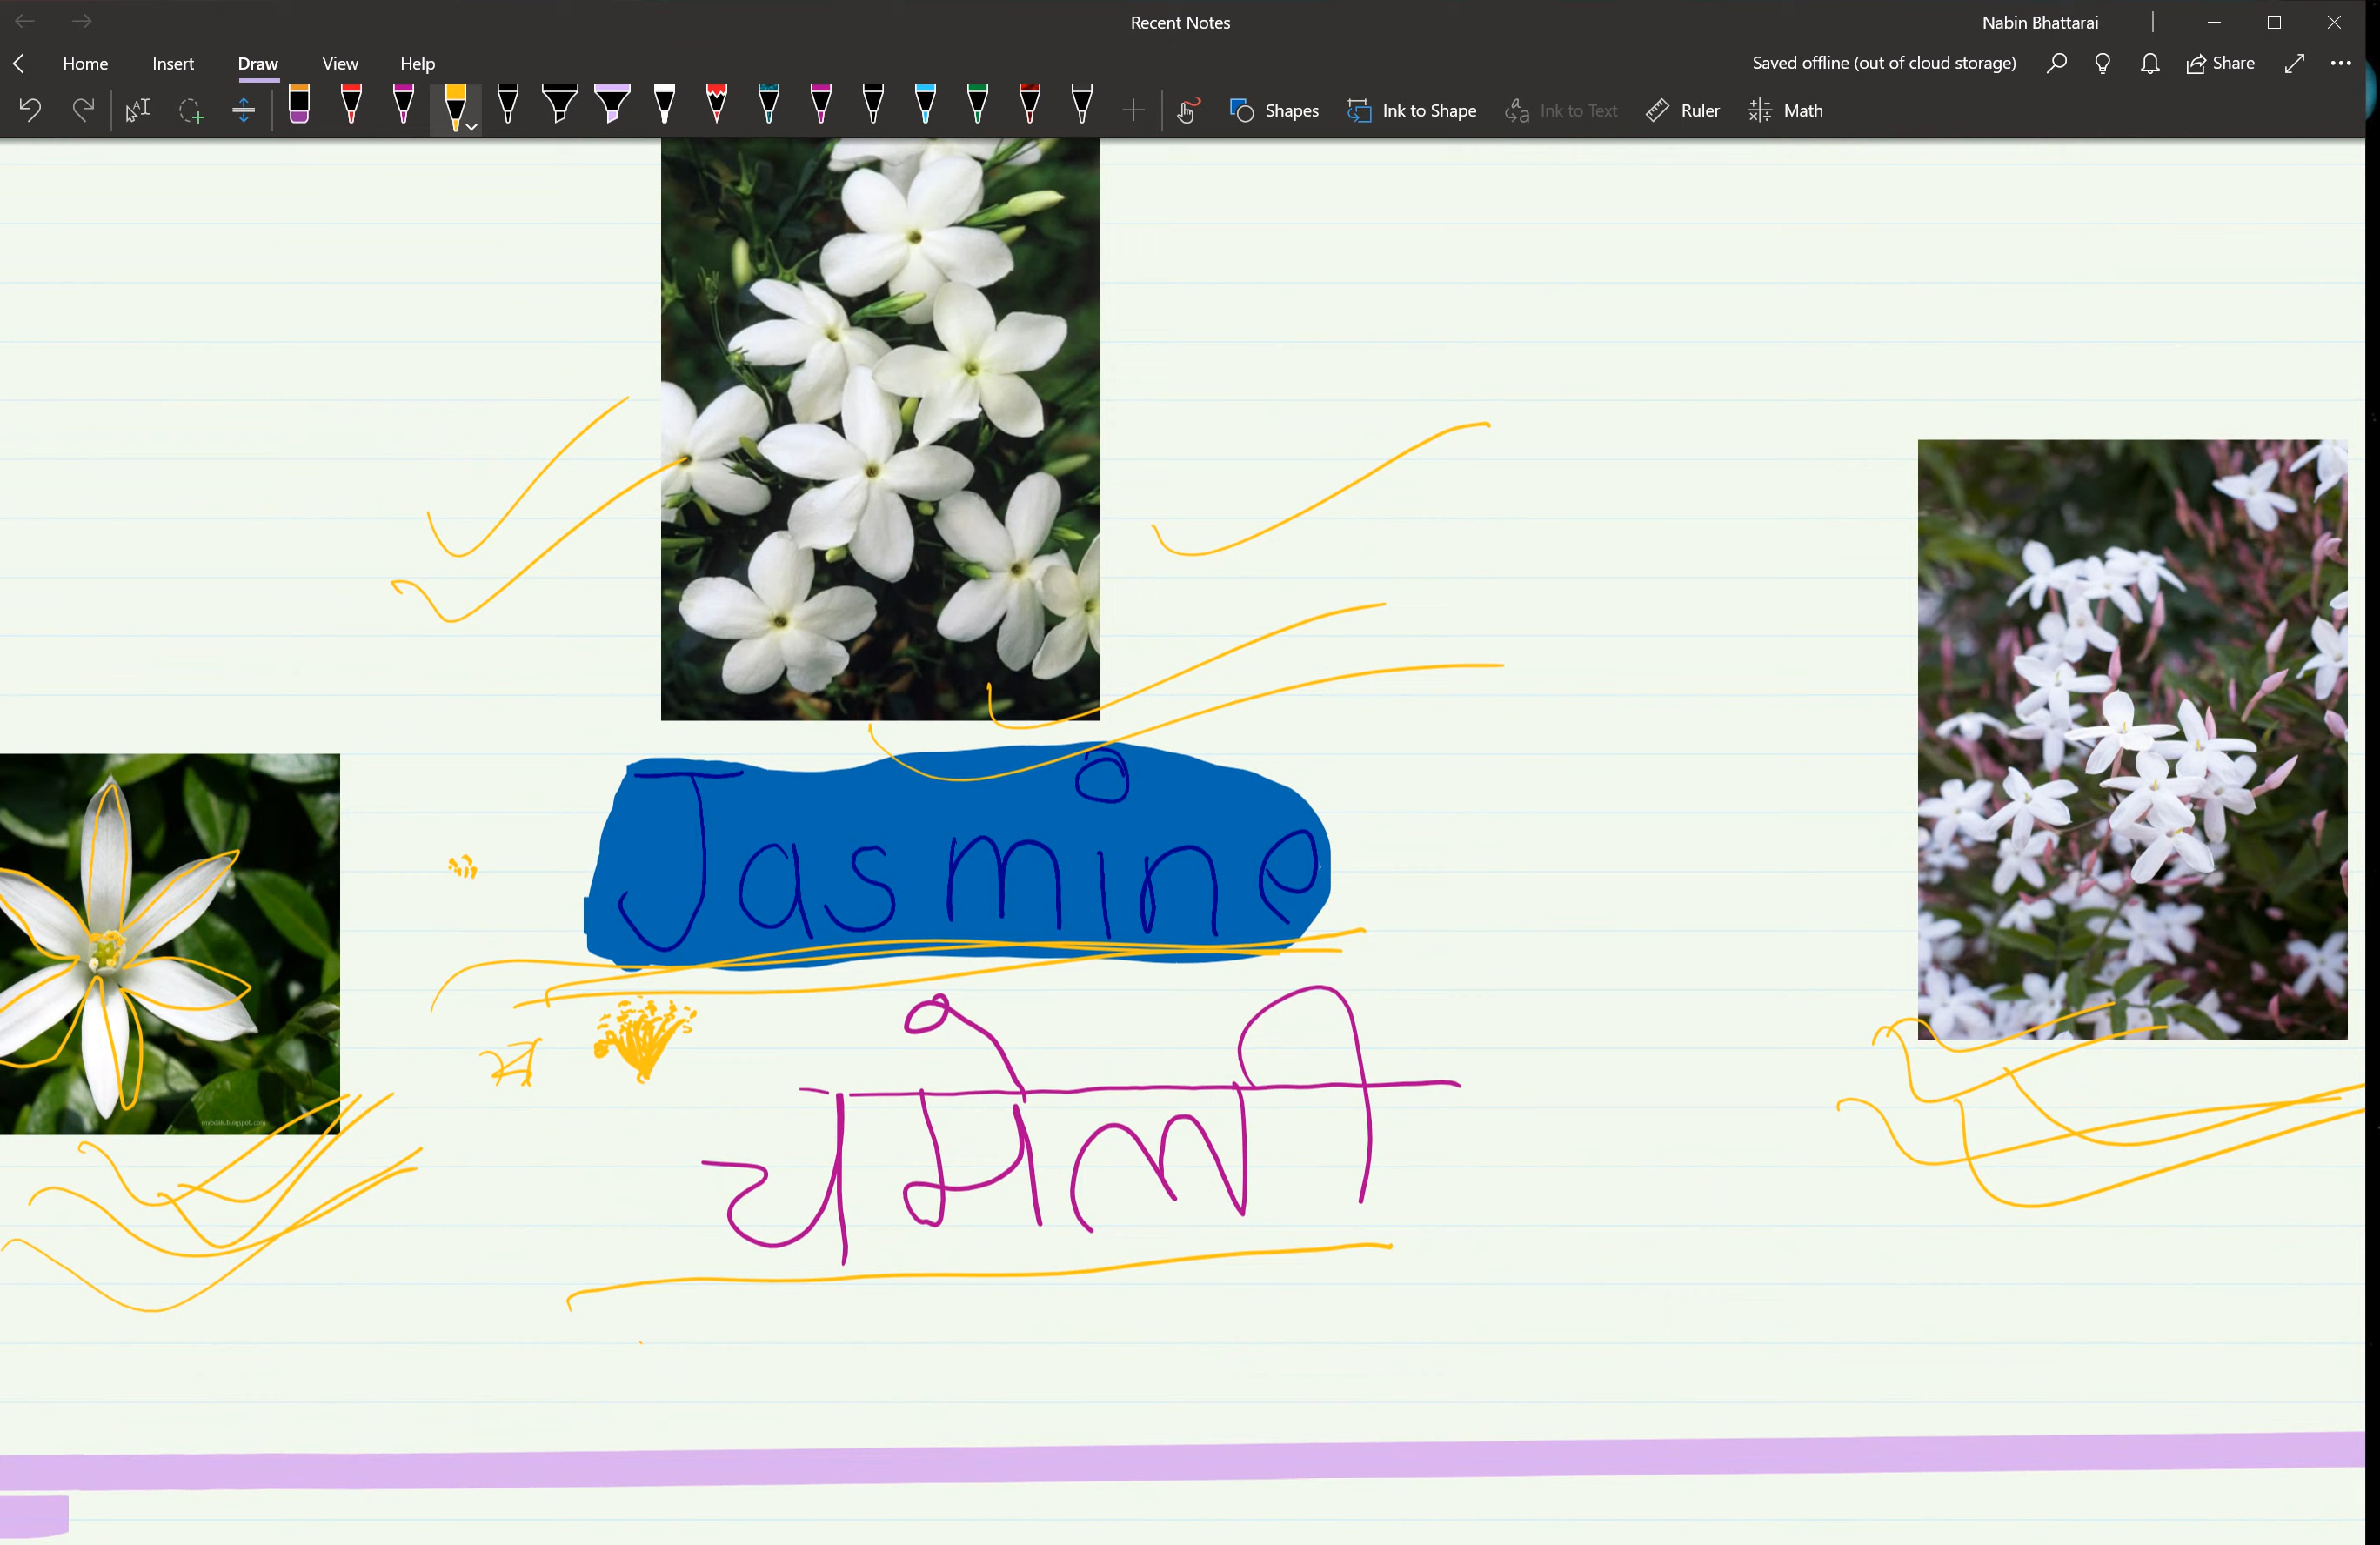 Recent Notes
Nabin Bhattarai
Home Insert Draw View Help
Saved offline (out of cloud storage)
Share
Shapes
Ink to Shape
Ink to Text
Ruler
Math
Jasmine